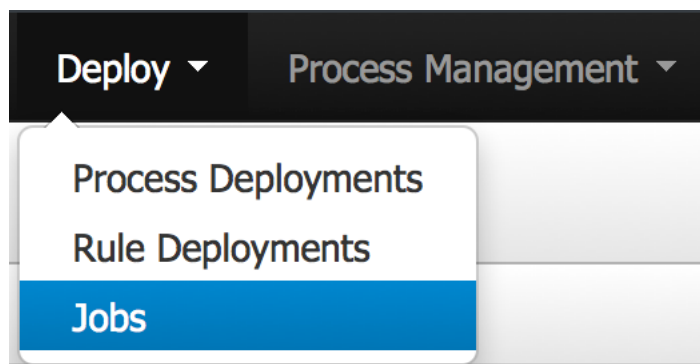 Deploy Process Management
Process Deployments
Rule Deployments
Jobs